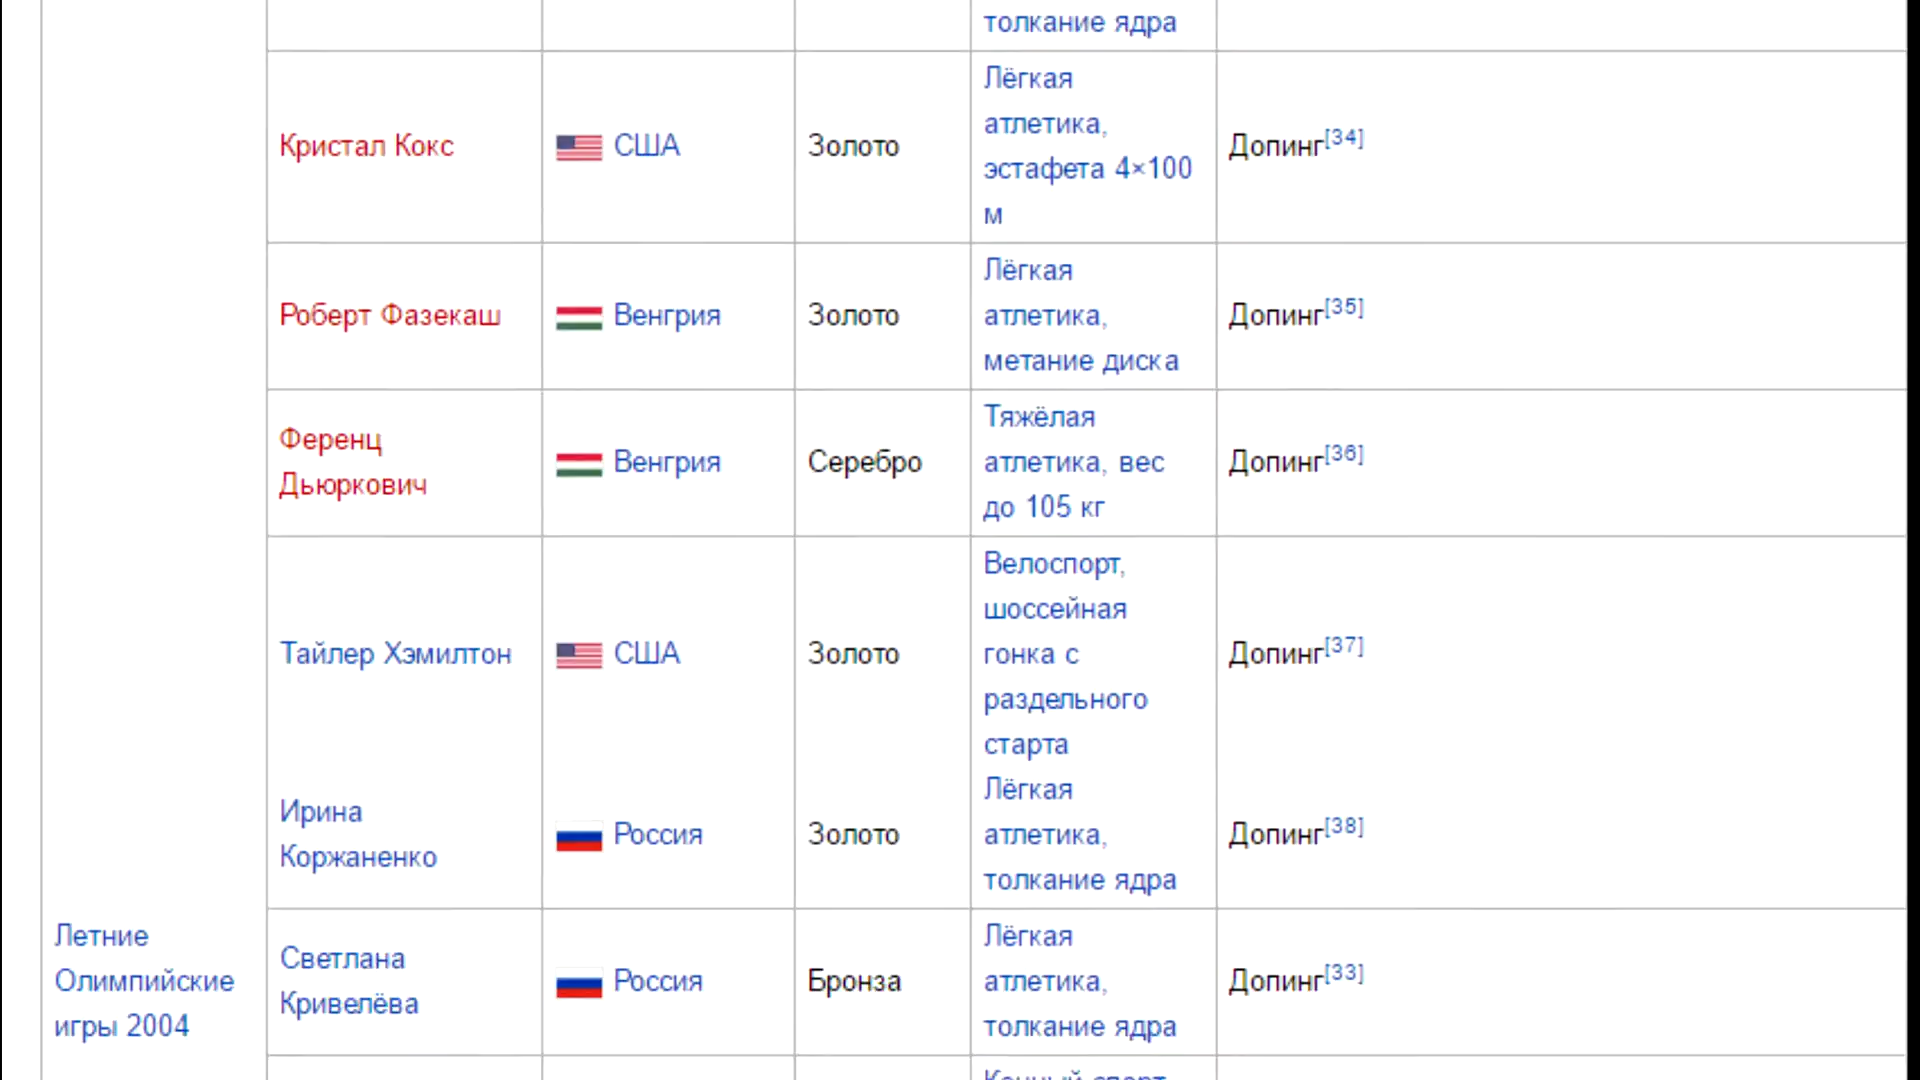 толкание ядра
Кристал Кокс
США
Золото
Лёгкая
атлетика,
эстафета 4×100
м
Допинг[34]
Роберт Фазекаш
Венгрия
Золото
Лёгкая
атлетика,
метание диска
Допинг[35]
Ференц
Дьюркович
Венгрия
Серебро
Тяжёлая
атлетика, вес
до 105 кг
Допинг[36]
Тайлер Хэмилтон
США
Золото
Велоспорт,
шоссейная
гонка с
раздельного
старта
Допинг[37]
Ирина
Коржаненко
Россия
Золото
Лёгкая
атлетика,
толкание ядра
Допинг[38]
Летние
Олимпийские
игры 2004
Светлана
Кривелёва
Россия
Бронза
Лёгкая
атлетика,
толкание ядра
Допинг[33]
Конный спорт